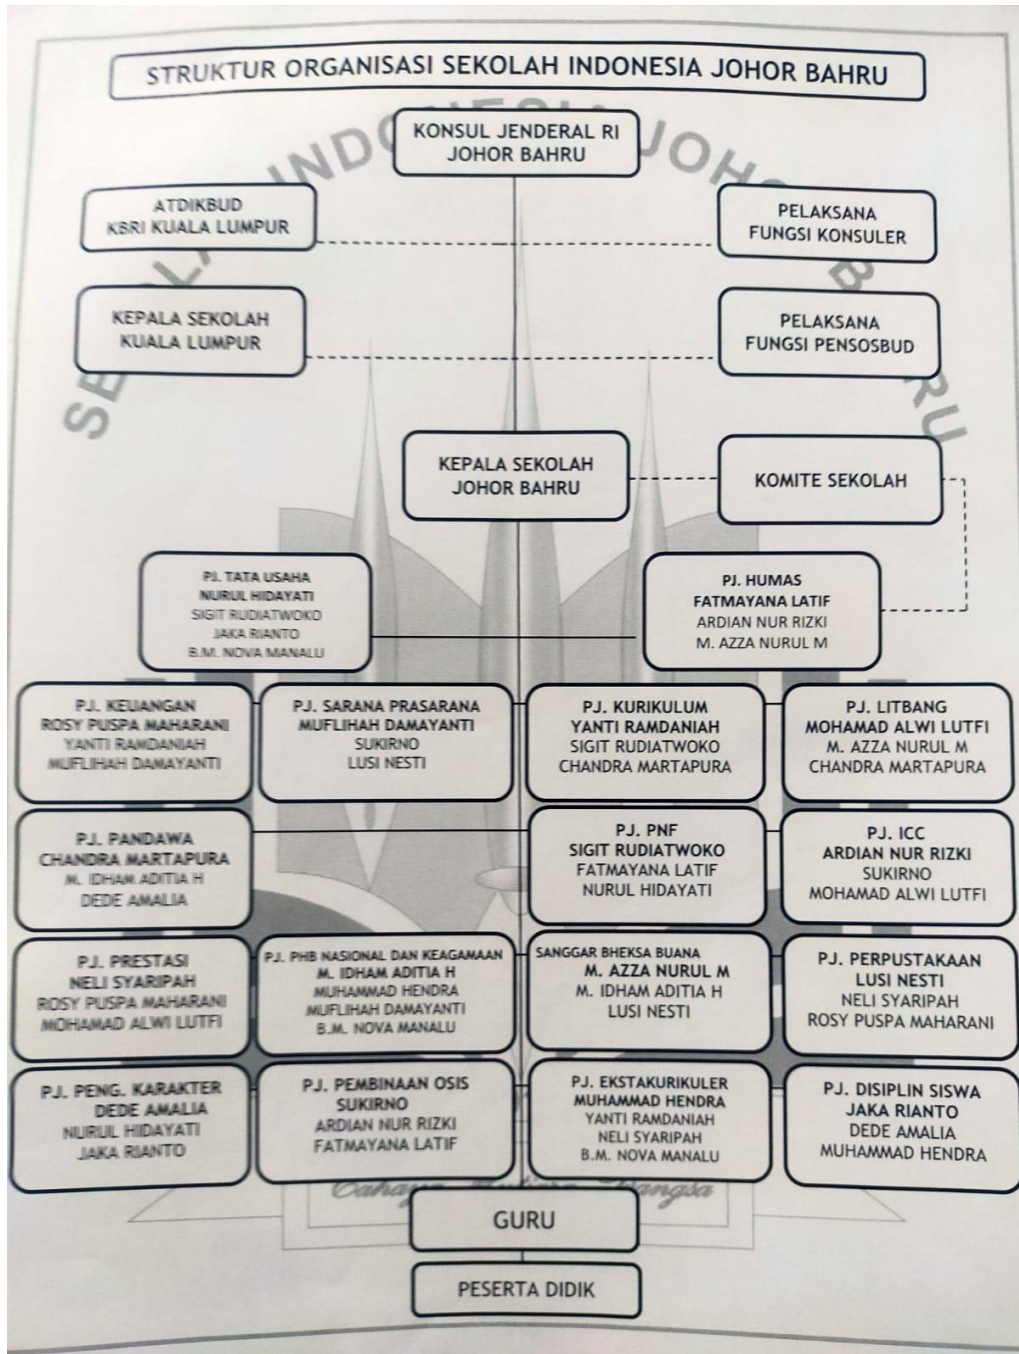 STRUKTUR ORGANISASI SEKOLAH INDONESIA JOHOR BAHRU
KONSUL JENDERAL RI
JOHOR BAHRU
ATDIKBUD
KBRI KUALA LUMPUR
PELAKSANA
FUNGSI KONSULER
KEPALA SEKOLAH
KUALA LUMPUR
PELAKSANA
FUNGSI PENSOSBUD
KEPALA SEKOLAH
JOHOR BAHRU
KOMITE SEKOLAH
PJ. TATA USAHA
NURUL HIDAYATI
SIGIT RUDIATWOKO
JAKA RIANTO
B.M. NOVA MANALU
PJ. HUMAS
FATMAYANA LATIF
ARDIAN NUR RIZKI
M. AZZA NURUL M
PJ. KEUANGAN
ROSY PUSPA MAHARANI
YANTI RAMDANIAH
MUFLIHAH DAMAYANTI
PJ. SARANA PRASARANA
MUFLIHAH DAMAYANTI
SUKIRNO
LUSI NESTI
PJ. KURIKULUM
YANTI RAMDANIAH
SIGIT RUDIATWOKO
CHANDRA MARTAPURA
PJ. LITBANG
MOHAMAD ALWI LUTFI
M. AZZA NURUL M
CHANDRA MARTAPURA
PJ. PANDAWA
CHANDRA MARTAPURA
M. IDHAM ADITIA H
DEDE AMALIA
PJ. PNF
SIGIT RUDIATWOKO
FATMAYANA LATIF
NURUL HIDAYATI
PJ. ICC
ARDIAN NUR RIZKI
SUKIRNO
MOHAMAD ALWI LUTFI
PJ. PRESTASI
NELI SYARIPAH
ROSY PUSPA MAHARANI
MOHAMAD ALWI LUTFI
PJ. PHB NASIONAL DAN KEAGAMAAN
M. IDHAM ADITIA H
MUHAMMAD HENDRA
MUFLIHAH DAMAYANTI
B.M. NOVA MANALU
SANGGAR BHEKSA BUANA
M. AZZA NURUL M
M. IDHAM ADITIA H
LUSI NESTI
PJ. PERPUSTAKAAN
LUSI NESTI
NELI SYARIPAH
ROSY PUSPA MAHARANI
PJ. PENG. KARAKTER
DEDE AMALIA
NURUL HIDAYATI
JAKA RIANTO
PJ. PEMBINAAN OSIS
SUKIRNO
ARDIAN NUR RIZKI
FATMAYANA LATIF
PJ. EKSTAKURIKULER
MUHAMMAD HENDRA
YANTI RAMDANIAH
NELI SYARIPAH
B.M. NOVA MANALU
PJ. DISIPLIN SISWA
JAKA RIANTO
DEDE AMALIA
MUHAMMAD HENDRA
GURU
PESERTA DIDIK